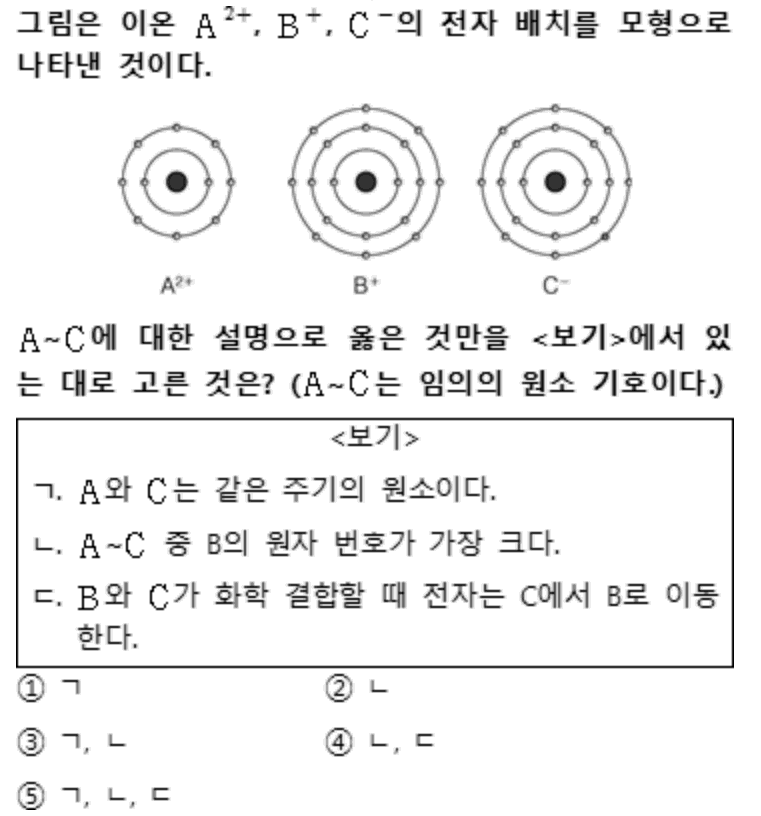 그림은 이온 A²⁺, B⁺, C⁻의 전자 배치를 모형으로
나타낸 것이다.
A²⁺ B⁺ C⁻
A~C에 대한 설명으로 옳은 것만을 <보기>에서 있
는 대로 고른 것은? (A~C는 임의의 원소 기호이다.)
<보기>
ㄱ. A와 C는 같은 주기의 원소이다.
ㄴ. A~C 중 B의 원자 번호가 가장 크다.
ㄷ. B와 C가 화학 결합할 때 전자는 C에서 B로 이동
한다.
① ㄱ ② ㄴ
③ ㄱ, ㄴ ④ ㄴ, ㄷ
⑤ ㄱ, ㄴ, ㄷ